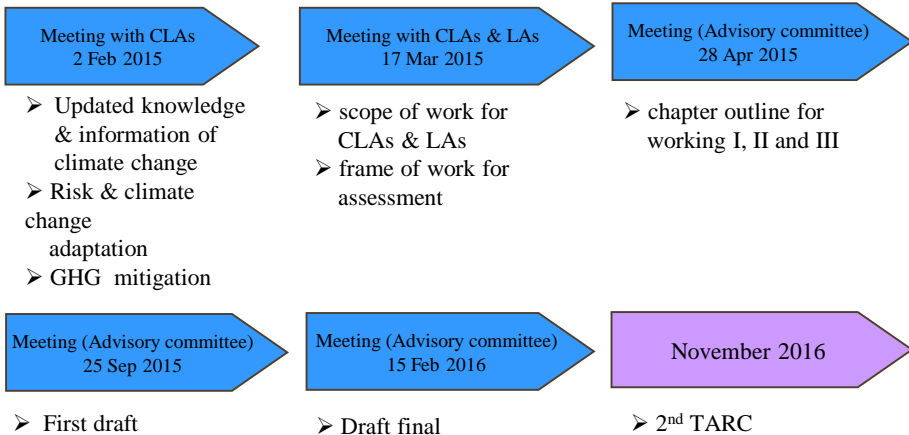 Meeting with CLAs
2 Feb 2015
➢ Updated knowledge
& information of
climate change
➢ Risk & climate
change
adaptation
➢ GHG mitigation
Meeting with CLAs & LAs
17 Mar 2015
➢ scope of work for
CLAs & LAs
➢ frame of work for
assessment
Meeting (Advisory committee)
28 Apr 2015
➢ chapter outline for
working I, II and III
Meeting (Advisory committee)
25 Sep 2015
➢ First draft
Meeting (Advisory committee)
15 Feb 2016
➢ Draft final
November 2016
➢ 2nd TARC